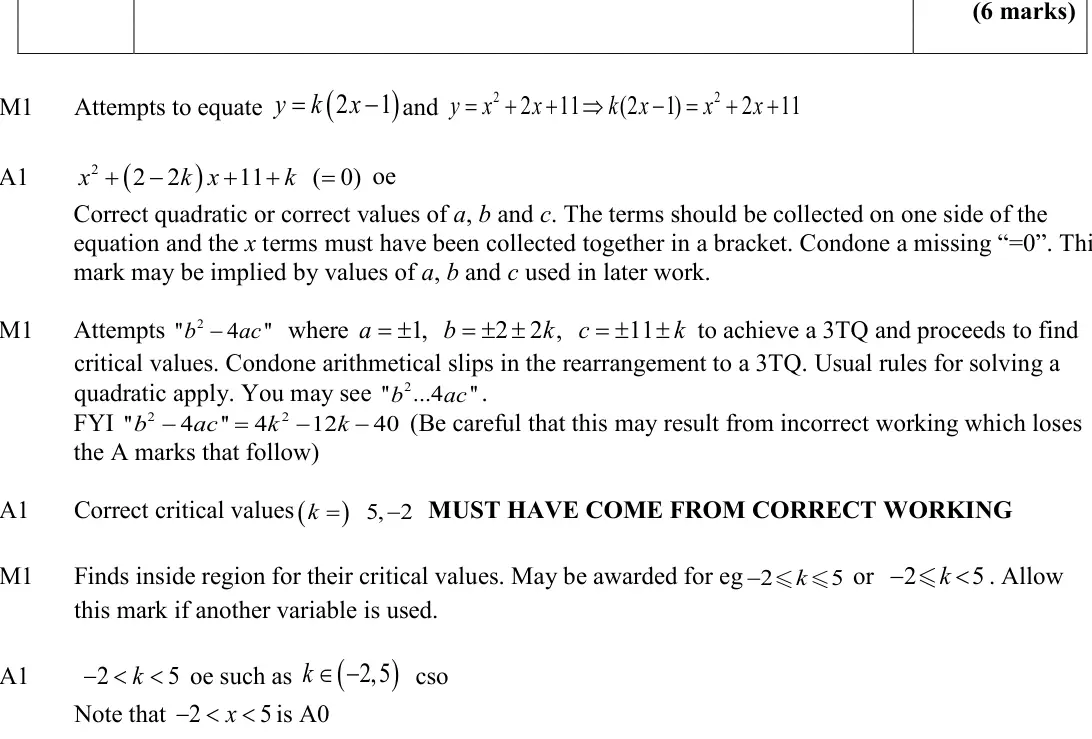 (6 marks)
M1 Attempts to equate y = k(2x − 1) and y = x² + 2x + 11 ⇒ k(2x − 1) = x² + 2x + 11
A1 x² + (2 − 2k)x + 11 + k (= 0) oe
Correct quadratic or correct values of a, b and c. The terms should be collected on one side of the
equation and the x terms must have been collected together in a bracket. Condone a missing “=0”. Thi
mark may be implied by values of a, b and c used in later work.
M1 Attempts "b² − 4ac" where a = ±1, b = ±2 ± 2k, c = ±11 ± k to achieve a 3TQ and proceeds to find
critical values. Condone arithmetical slips in the rearrangement to a 3TQ. Usual rules for solving a
quadratic apply. You may see "b²...4ac".
FYI "b² − 4ac" = 4k² − 12k − 40 (Be careful that this may result from incorrect working which loses
the A marks that follow)
A1 Correct critical values (k =) 5, −2 MUST HAVE COME FROM CORRECT WORKING
M1 Finds inside region for their critical values. May be awarded for eg −2 ⩽ k ⩽ 5 or −2 ⩽ k < 5. Allow
this mark if another variable is used.
A1 −2 < k < 5 oe such as k ∈ (−2, 5) cso
Note that −2 < x < 5 is A0